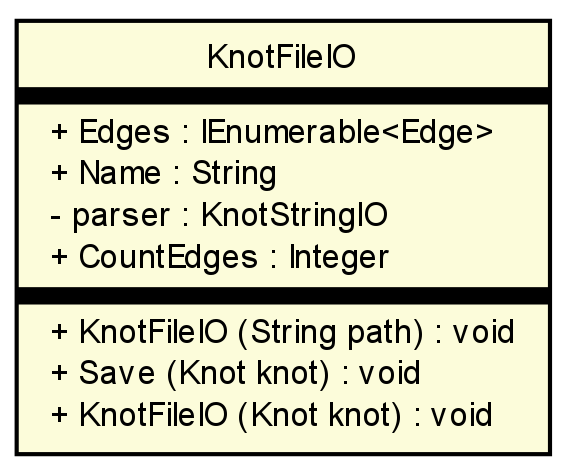 KnotFileIO
+ Edges : IEnumerable<Edge>
+ Name : String
- parser : KnotStringIO
+ CountEdges : Integer
+ KnotFileIO (String path) : void
+ Save (Knot knot) : void
+ KnotFileIO (Knot knot) : void